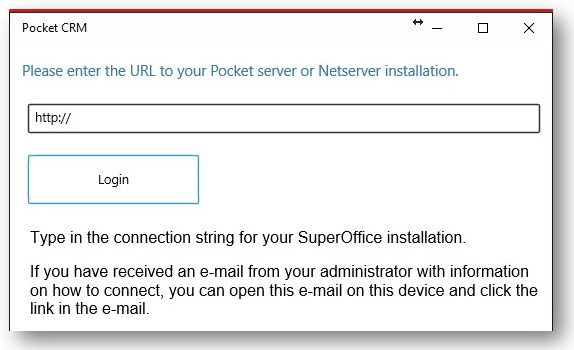 Pocket CRM
Please enter the URL to your Pocket server or Netserver installation.
http://
Login
Type in the connection string for your SuperOffice installation.
If you have received an e-mail from your administrator with information
on how to connect, you can open this e-mail on this device and click the
link in the e-mail.